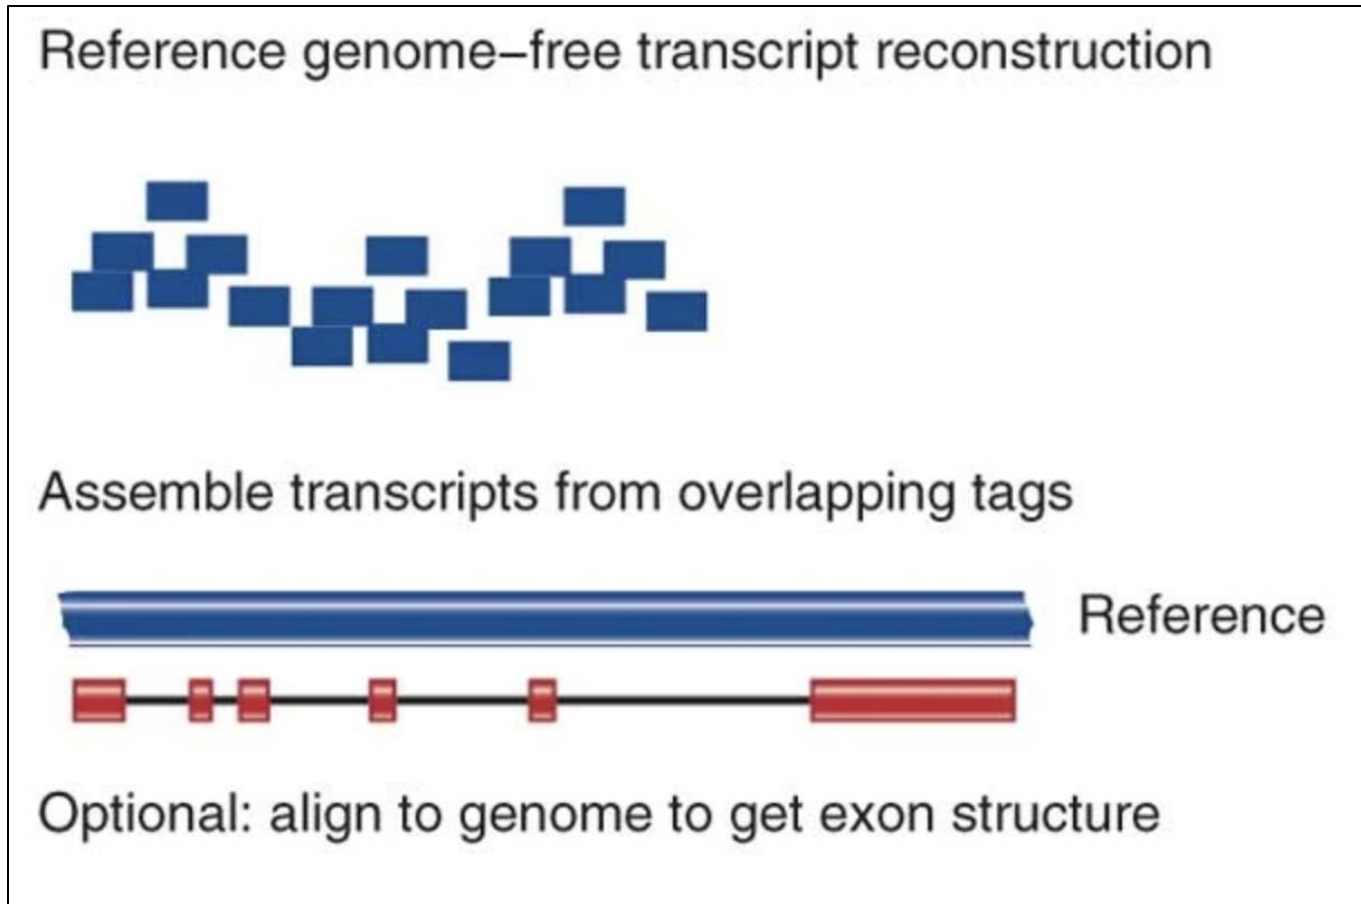 Reference genome–free transcript reconstruction
Assemble transcripts from overlapping tags
Reference
Optional: align to genome to get exon structure